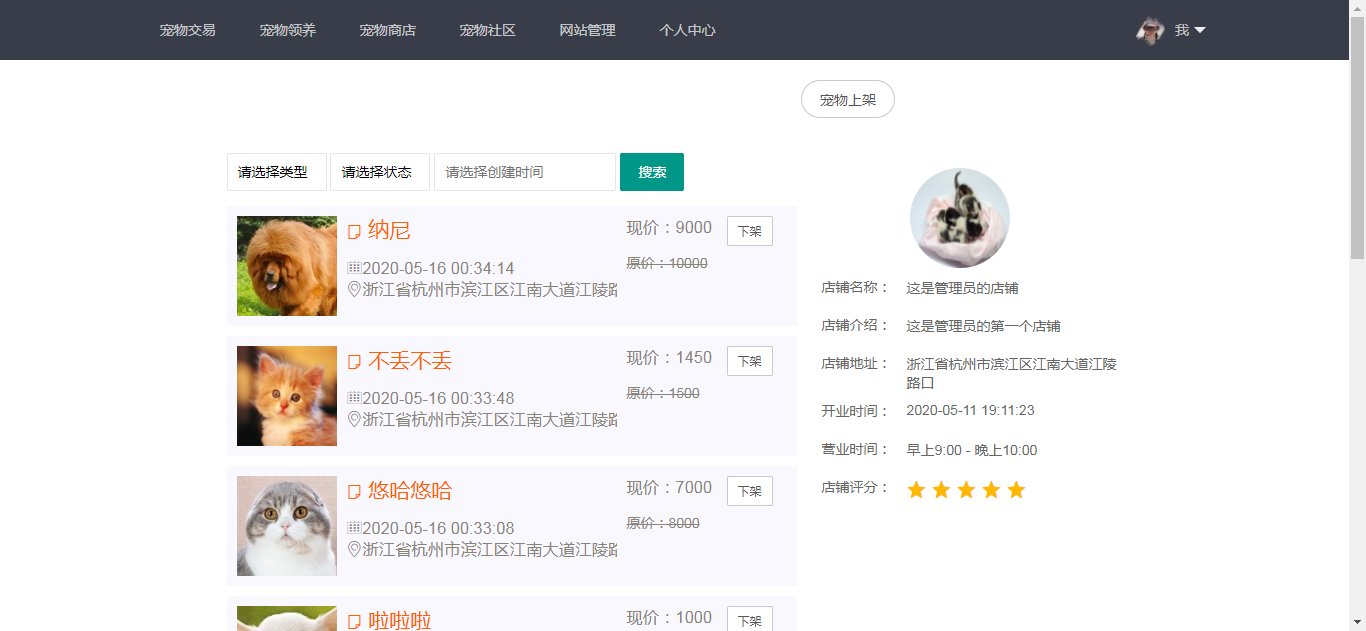 宠物交易 宠物领养 宠物商店 宠物社区 网站管理 个人中心 我
宠物上架
请选择类型 请选择状态 请选择创建时间 搜索
纳尼
现价：9000 下架
原价：10000
2020-05-16 00:34:14
浙江省杭州市滨江区江南大道江陵路
不丢不丢
现价：1450 下架
原价：1500
2020-05-16 00:33:48
浙江省杭州市滨江区江南大道江陵路
悠哈悠哈
现价：7000 下架
原价：8000
2020-05-16 00:33:08
浙江省杭州市滨江区江南大道江陵路
啦啦啦
现价：1000 下架
店铺名称： 这是管理员的店铺
店铺介绍： 这是管理员的第一个店铺
店铺地址： 浙江省杭州市滨江区江南大道江陵
路口
开业时间： 2020-05-11 19:11:23
营业时间： 早上9:00 - 晚上10:00
店铺评分：